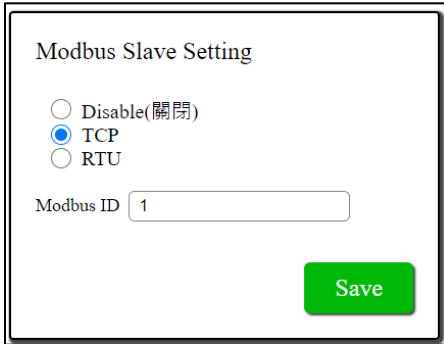 Modbus Slave Setting
Disable(關閉)
TCP
RTU
Modbus ID 1
Save